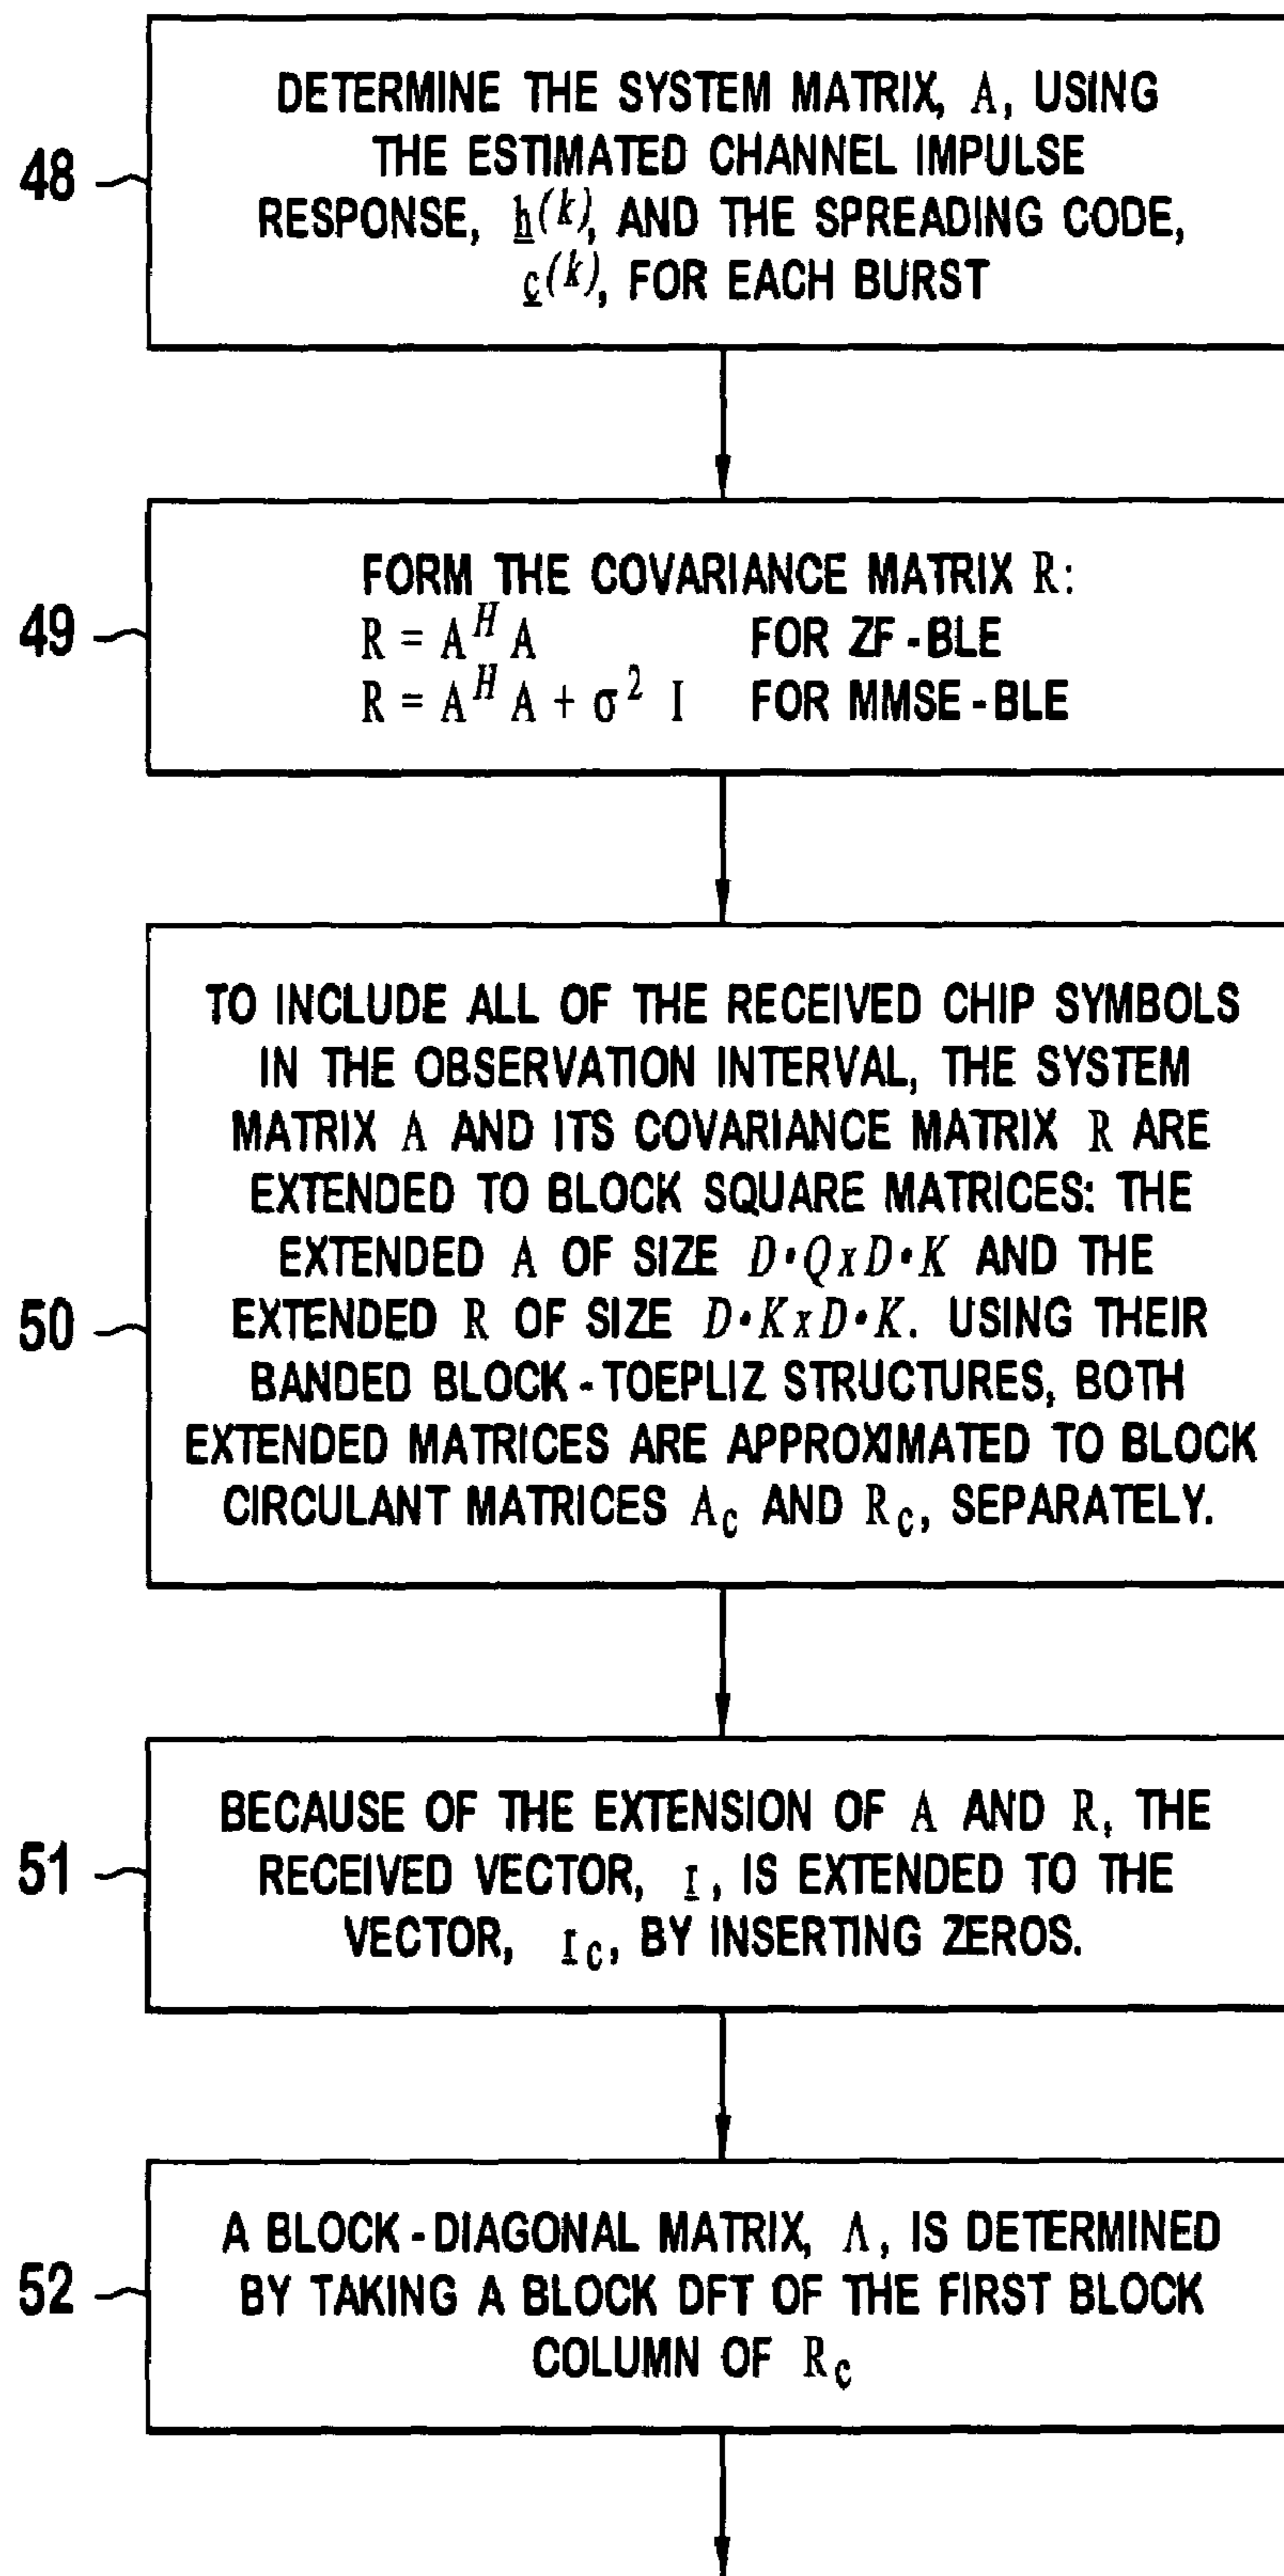 DETERMINE THE SYSTEM MATRIX, A, USING
THE ESTIMATED CHANNEL IMPULSE
48
RESPONSE, h^(k), AND THE SPREADING CODE,
c^(k), FOR EACH BURST
FORM THE COVARIANCE MATRIX R:
49
R = A^H A FOR ZF-BLE
R = A^H A + σ^2 I FOR MMSE-BLE
TO INCLUDE ALL OF THE RECEIVED CHIP SYMBOLS
IN THE OBSERVATION INTERVAL, THE SYSTEM
MATRIX A AND ITS COVARIANCE MATRIX R ARE
EXTENDED TO BLOCK SQUARE MATRICES: THE
EXTENDED A OF SIZE D•QxD•K AND THE
50
EXTENDED R OF SIZE D•KxD•K. USING THEIR
BANDED BLOCK-TOEPLIZ STRUCTURES, BOTH
EXTENDED MATRICES ARE APPROXIMATED TO BLOCK
CIRCULANT MATRICES A_C AND R_C, SEPARATELY.
BECAUSE OF THE EXTENSION OF A AND R, THE
51
RECEIVED VECTOR, r, IS EXTENDED TO THE
VECTOR, r_C, BY INSERTING ZEROS.
A BLOCK-DIAGONAL MATRIX, Λ, IS DETERMINED
52
BY TAKING A BLOCK DFT OF THE FIRST BLOCK
COLUMN OF R_C